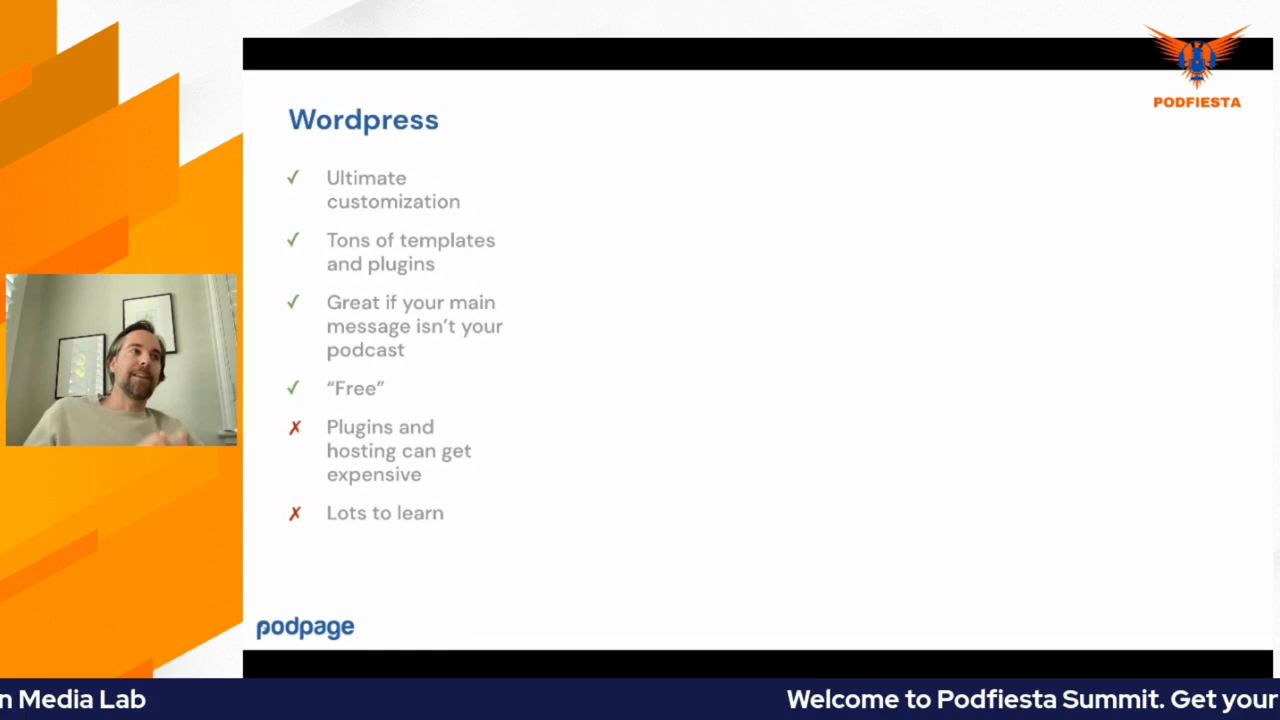 PODFIESTA
Wordpress
✓ Ultimate
customization
✓ Tons of templates
and plugins
✓ Great if your main
message isn’t your
podcast
✓ “Free”
✗ Plugins and
hosting can get
expensive
✗ Lots to learn
podpage
n Media Lab
Welcome to Podfiesta Summit. Get your